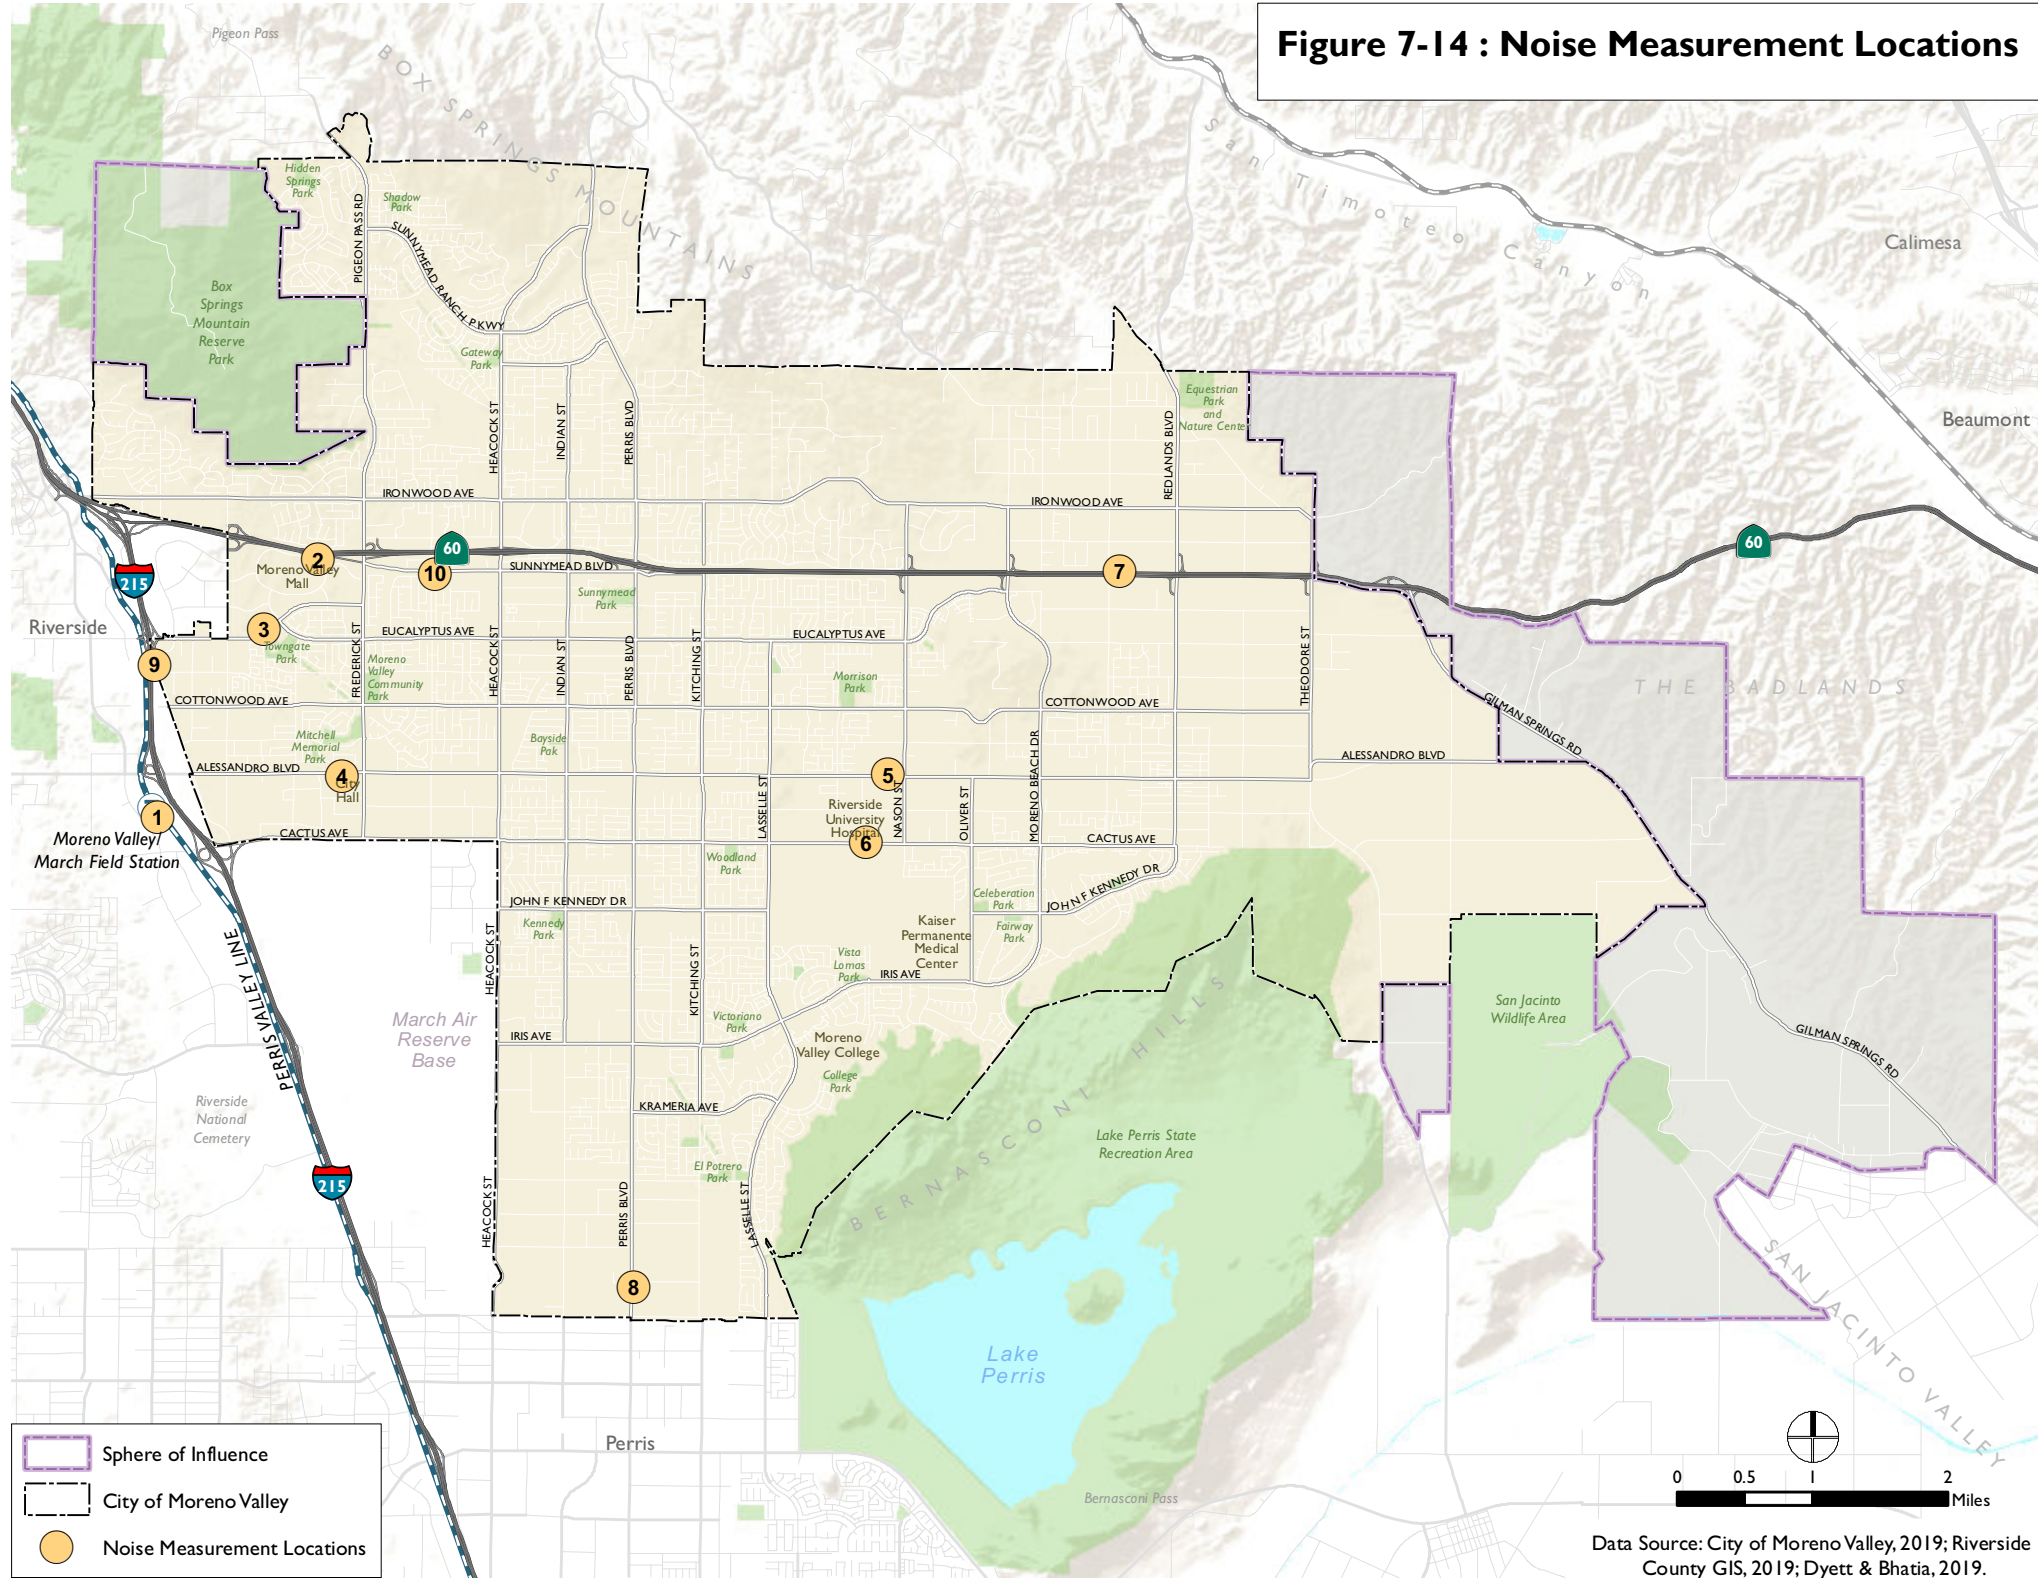 Figure 7-14 : Noise Measurement Locations
Pigeon Pass
BOX SPRINGS MOUNTAINS
San Timoteo Canyon
Calimesa
Beaumont
Hidden
Springs
Park
Shadow
Park
PIGEON PASS RD
SUNNYMEAD RANCH PKWY
Box
Springs
Mountain
Reserve
Park
Gateway
Park
Equestrian
Park
and
Nature Cente
HEACOCK ST
INDIAN ST
PERRIS BLVD
REDLANDS BLVD
IRONWOOD AVE
IRONWOOD AVE
60
60
2
10
7
Moreno Valley
Mall
SUNNYMEAD BLVD
215
Sunnymead
Park
Riverside
3
EUCALYPTUS AVE
EUCALYPTUS AVE
Towngate
Park
9
FREDERICK ST
Moreno
Valley
Community
Park
HEACOCK ST
INDIAN ST
PERRIS BLVD
KITCHING ST
Morrison
Park
THEODORE ST
THE BADLANDS
COTTONWOOD AVE
COTTONWOOD AVE
GILMAN SPRINGS RD
Mitchell
Memorial
Park
Bayside
Pak
ALESSANDRO BLVD
ALESSANDRO BLVD
4
City
Hall
5
LASSELLE ST
Riverside
University
Hospital
NASON ST
OLIVER ST
MORENO BEACH DR
1
Moreno Valley/
March Field Station
CACTUS AVE
CACTUS AVE
6
Woodland
Park
JOHN F KENNEDY DR
JOHN F KENNEDY DR
Celeberation
Park
Kennedy
Park
Fairway
Park
Kaiser
Permanente
Medical
Center
PERRIS VALLEY LINE
HEACOCK ST
KITCHING ST
Vista
Lomas
Park
IRIS AVE
San Jacinto
Wildlife Area
March Air
Reserve
Base
Victoriano
Park
IRIS AVE
Moreno
Valley College
College
Park
GILMAN SPRINGS RD
BERNASCONI HILLS
Riverside
National
Cemetery
KRAMERIA AVE
Lake Perris State
Recreation Area
El Potrero
Park
215
HEACOCK ST
PERRIS BLVD
LASSELLE ST
8
SAN JACINTO VALLEY
Lake
Perris
Perris
Bernasconi Pass
Sphere of Influence
City of Moreno Valley
Noise Measurement Locations
0 0.5 1 2
Miles
Data Source: City of Moreno Valley, 2019; Riverside
County GIS, 2019; Dyett & Bhatia, 2019.